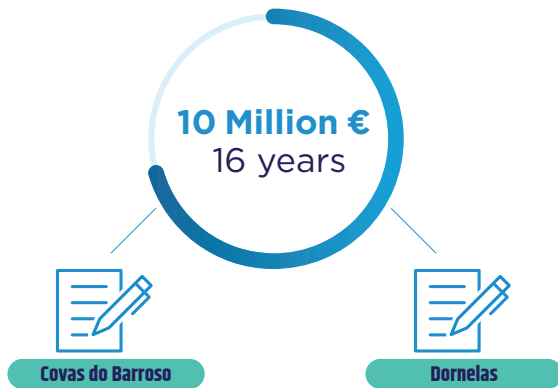 10 Million €
16 years
Covas do Barroso
Dornelas